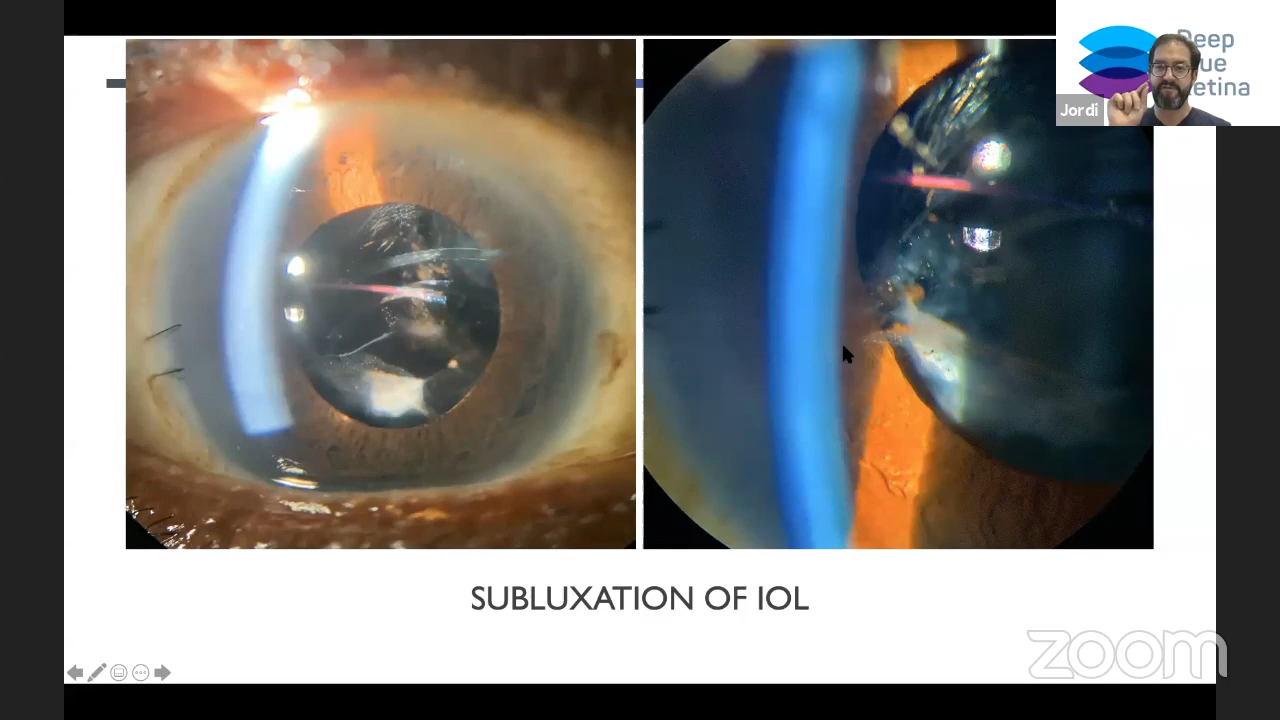 Deep
Blue
Retina
Jordi
SUBLUXATION OF IOL
zoom